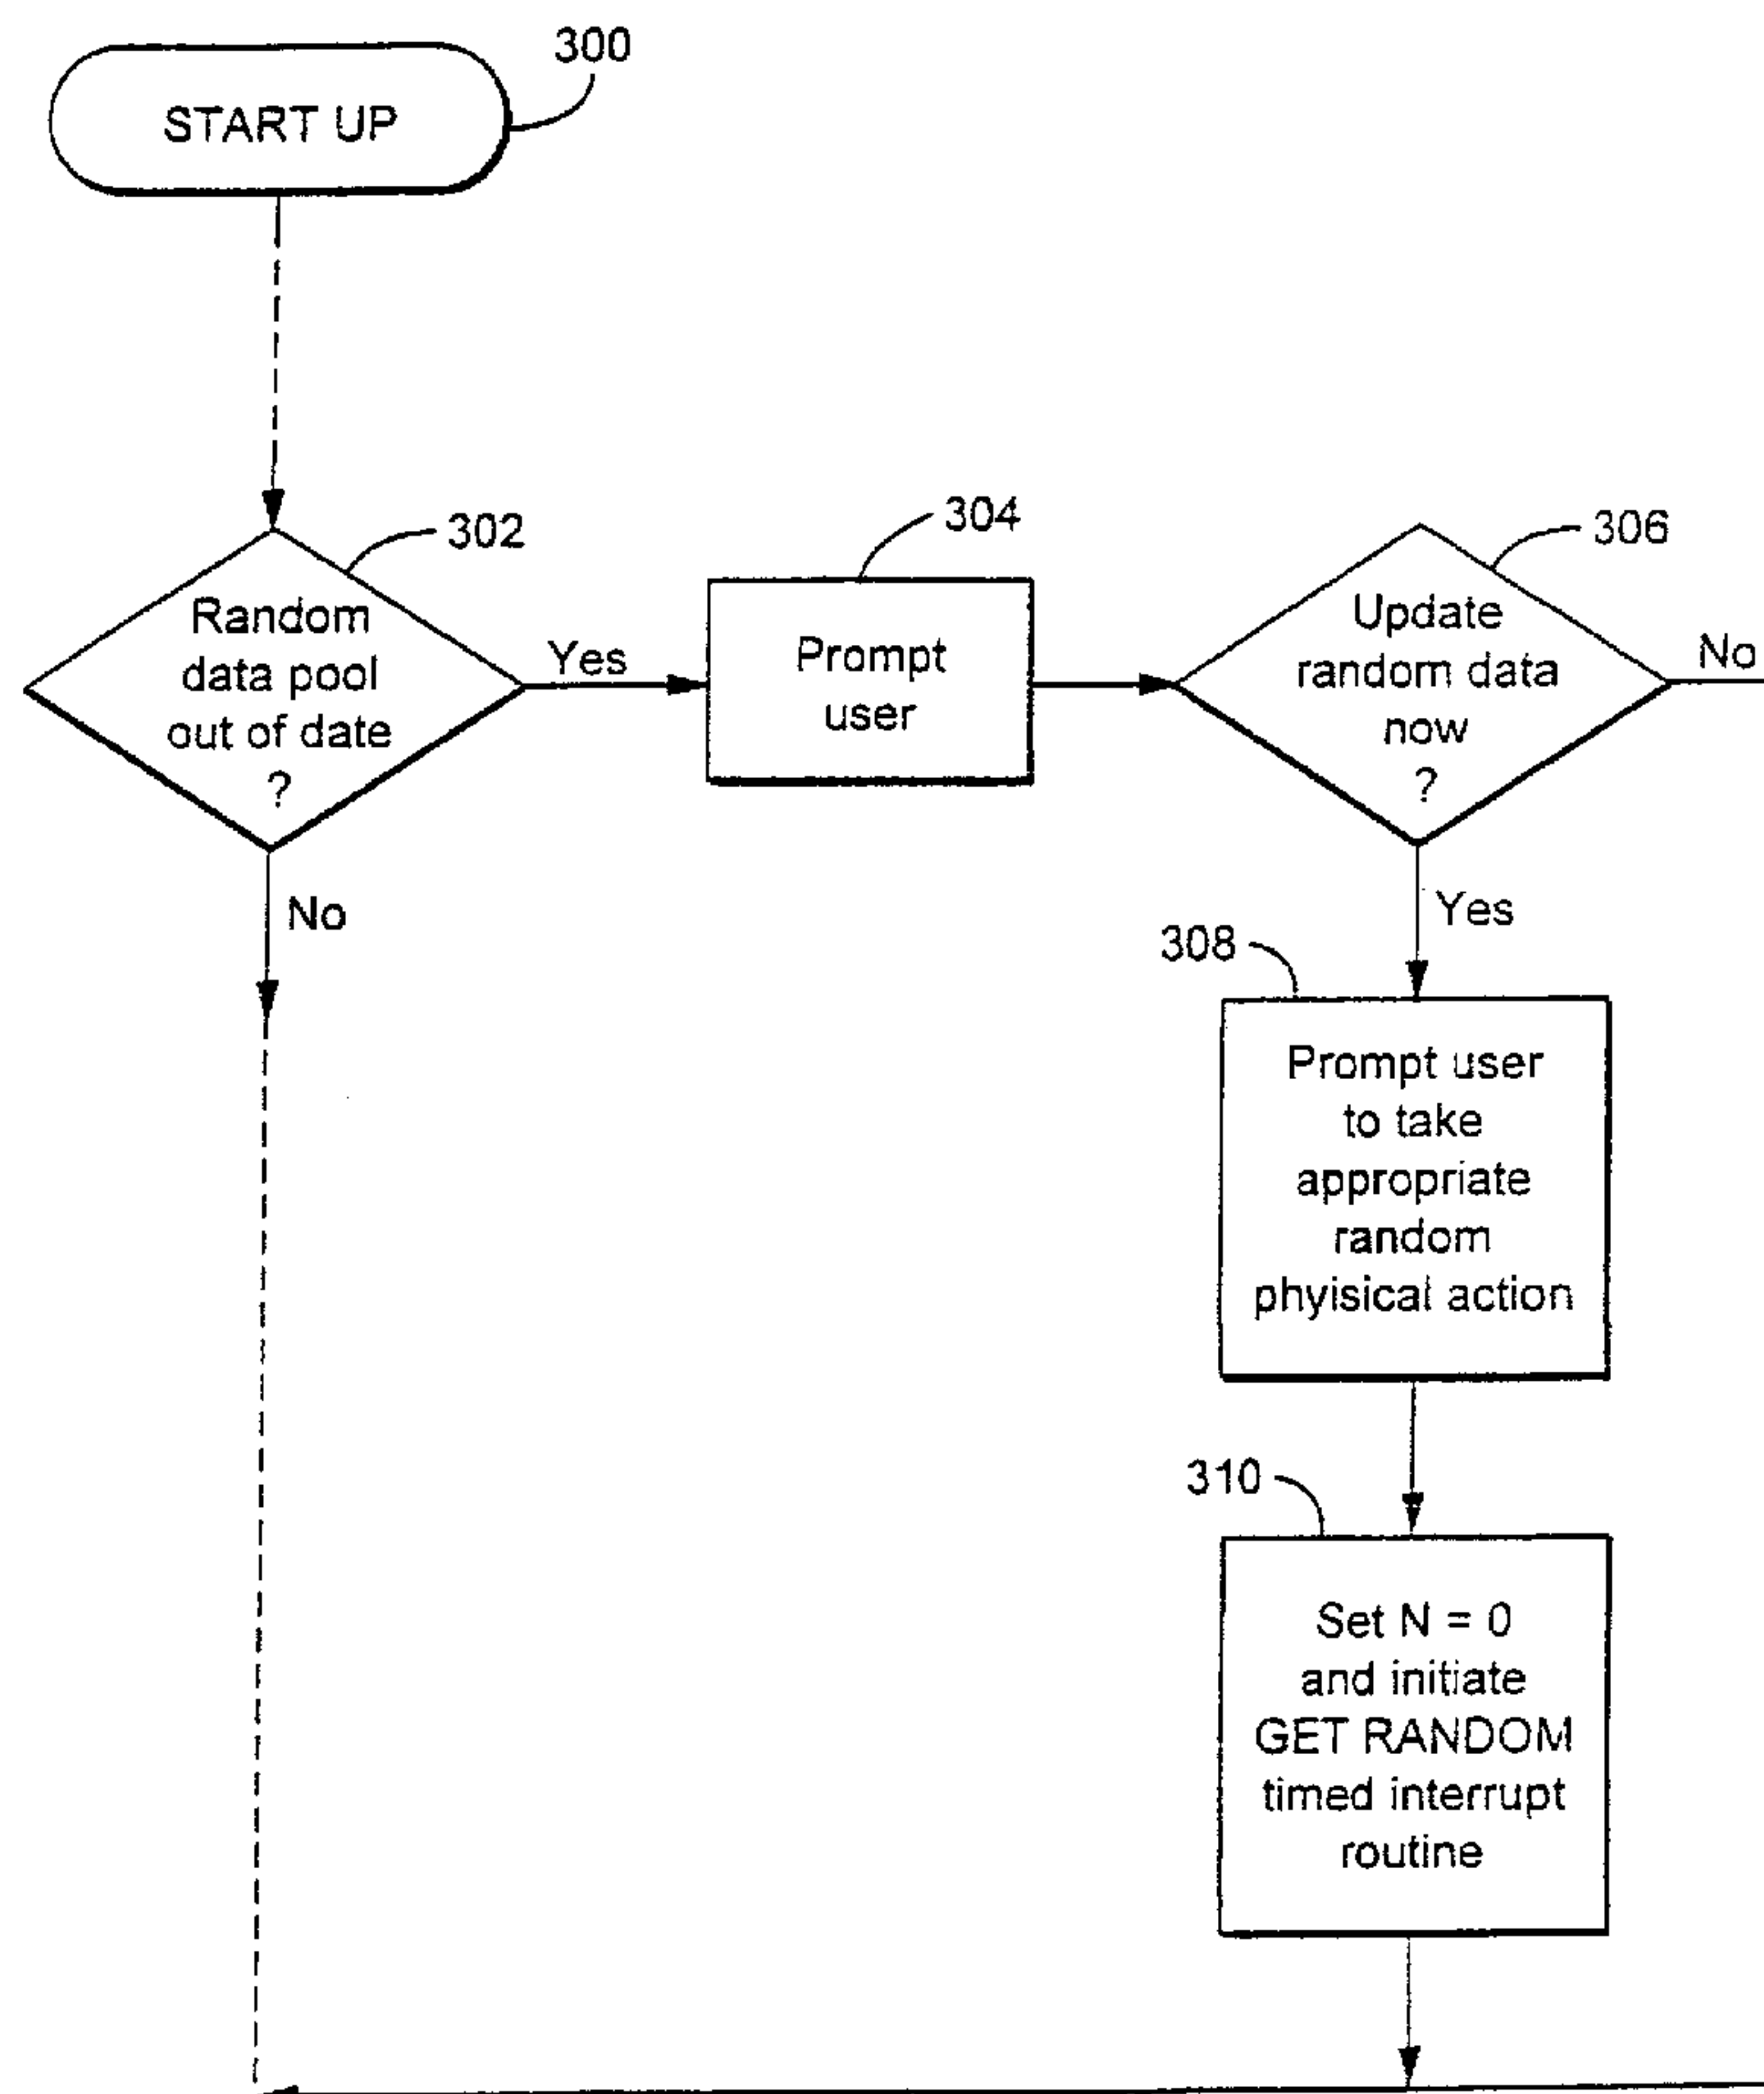 300
START UP
302
Random
data pool
out of date
?
Yes
No
304
Prompt
user
306
Update
random data
now
?
No
Yes
308
Prompt user
to take
appropriate
random
phyisical action
310
Set N = 0
and initiate
GET RANDOM
timed interrupt
routine